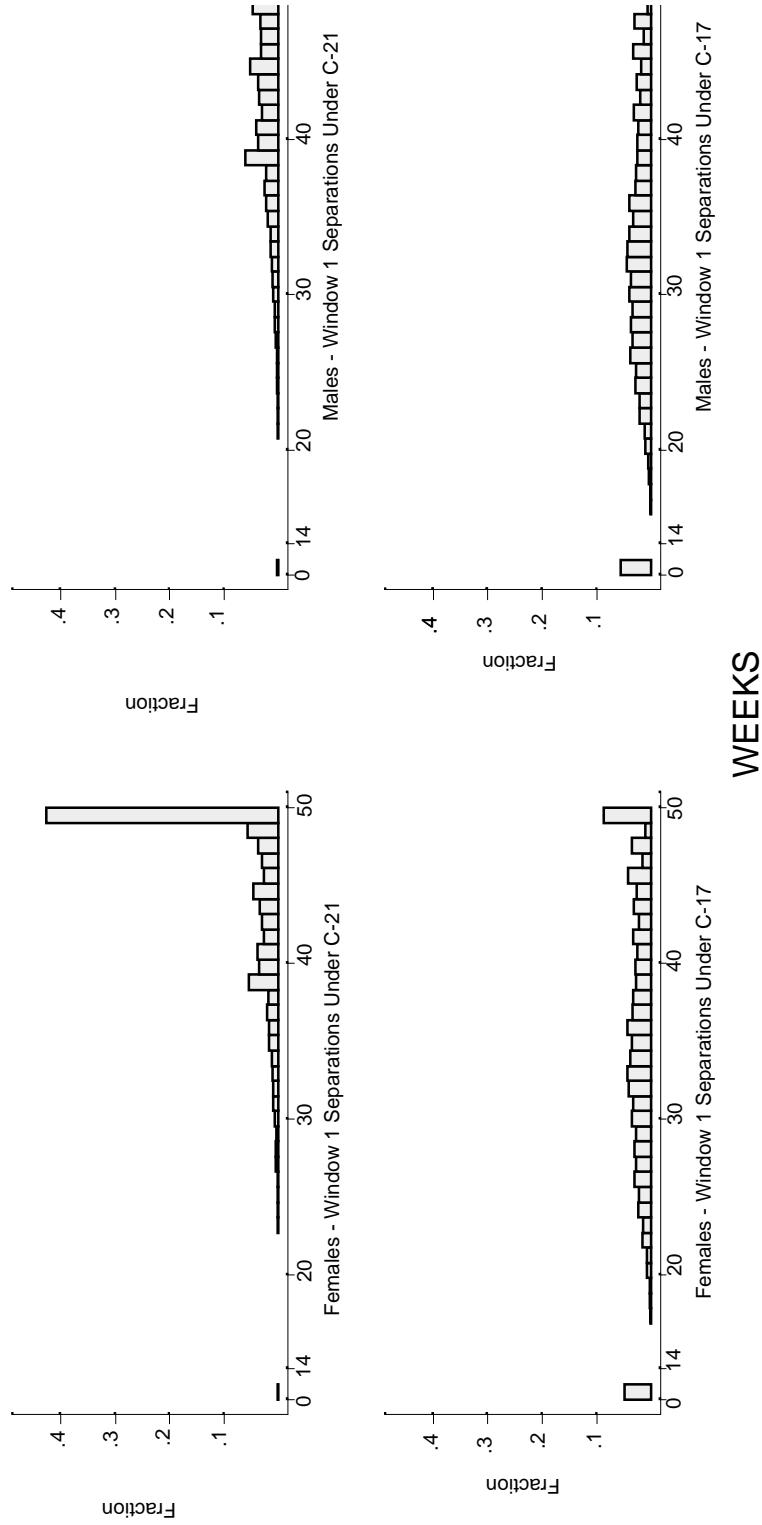 Fraction
.4
.3
.2
.1
0 14 20 30 40 50
Females - Window 1 Separations Under C-21
Fraction
.4
.3
.2
.1
0 14 20 30 40
Males - Window 1 Separations Under C-21
Fraction
.4
.3
.2
.1
0 14 20 30 40 50
Females - Window 1 Separations Under C-17
Fraction
.4
.3
.2
.1
0 14 20 30 40
Males - Window 1 Separations Under C-17
WEEKS